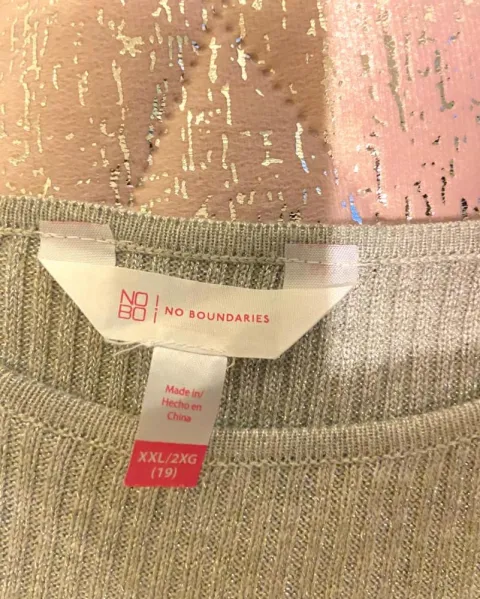 NO
BO
NO BOUNDARIES
Made in/
Hecho en
China
XXL/2XG
(19)